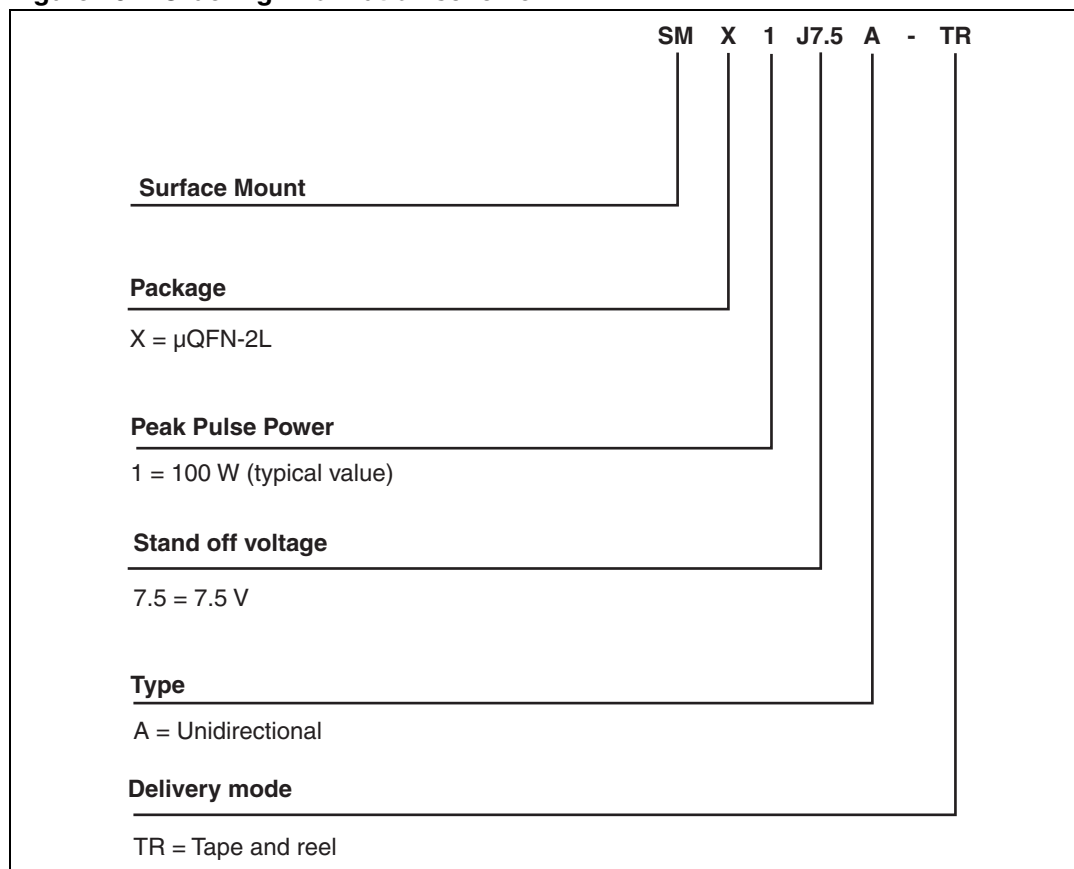 SM X 1 J7.5 A - TR
Surface Mount
Package
X = µQFN-2L
Peak Pulse Power
1 = 100 W (typical value)
Stand off voltage
7.5 = 7.5 V
Type
A = Unidirectional
Delivery mode
TR = Tape and reel